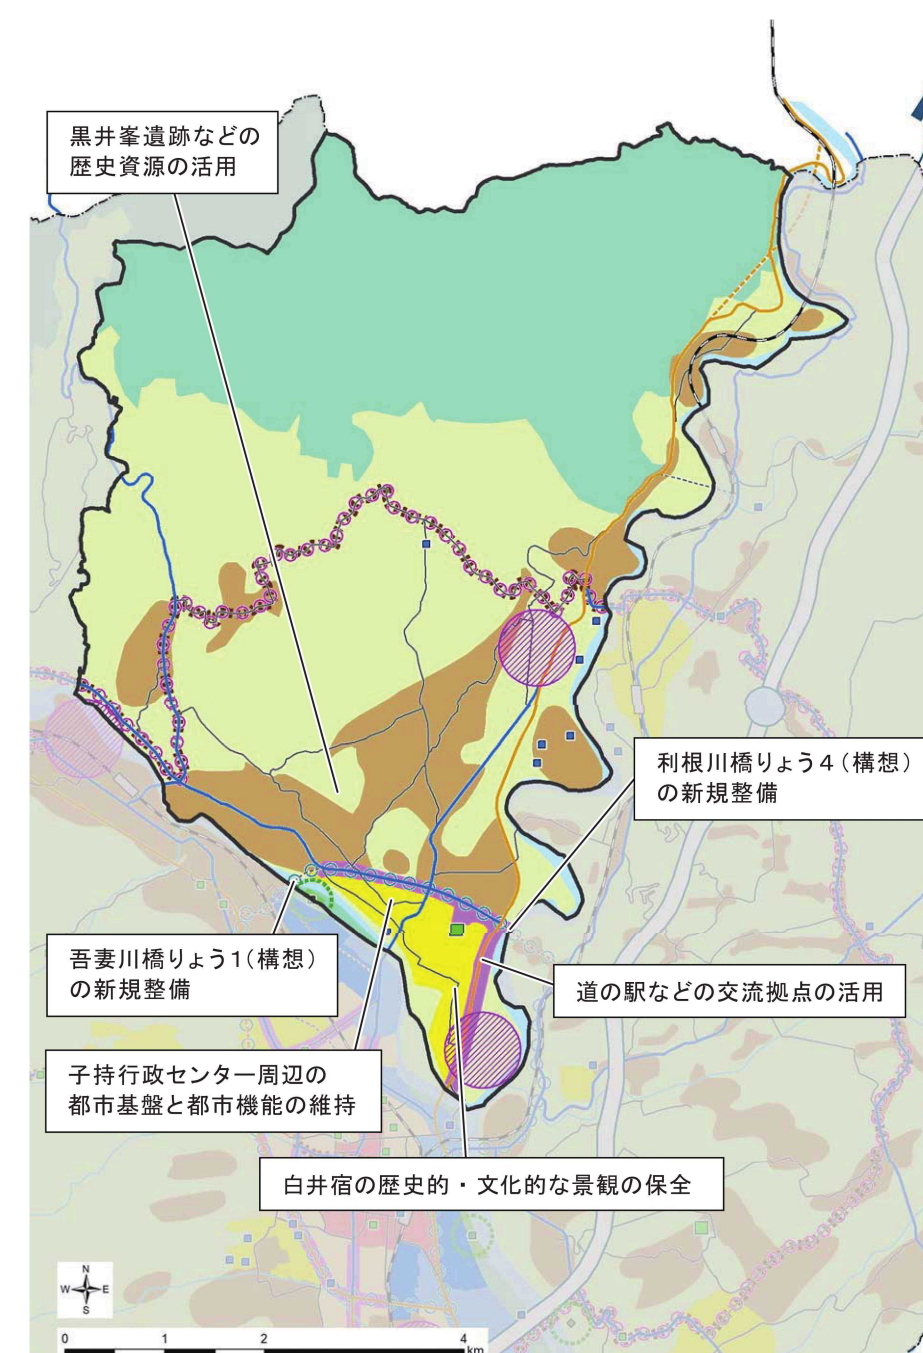 黒井峯遺跡などの
歴史資源の活用
利根川橋りょう４（構想）
の新規整備
吾妻川橋りょう1（構想）
の新規整備
道の駅などの交流拠点の活用
子持行政センター周辺の
都市基盤と都市機能の維持
白井宿の歴史的・文化的な景観の保全
N
W E
S
0 1 2 4
km